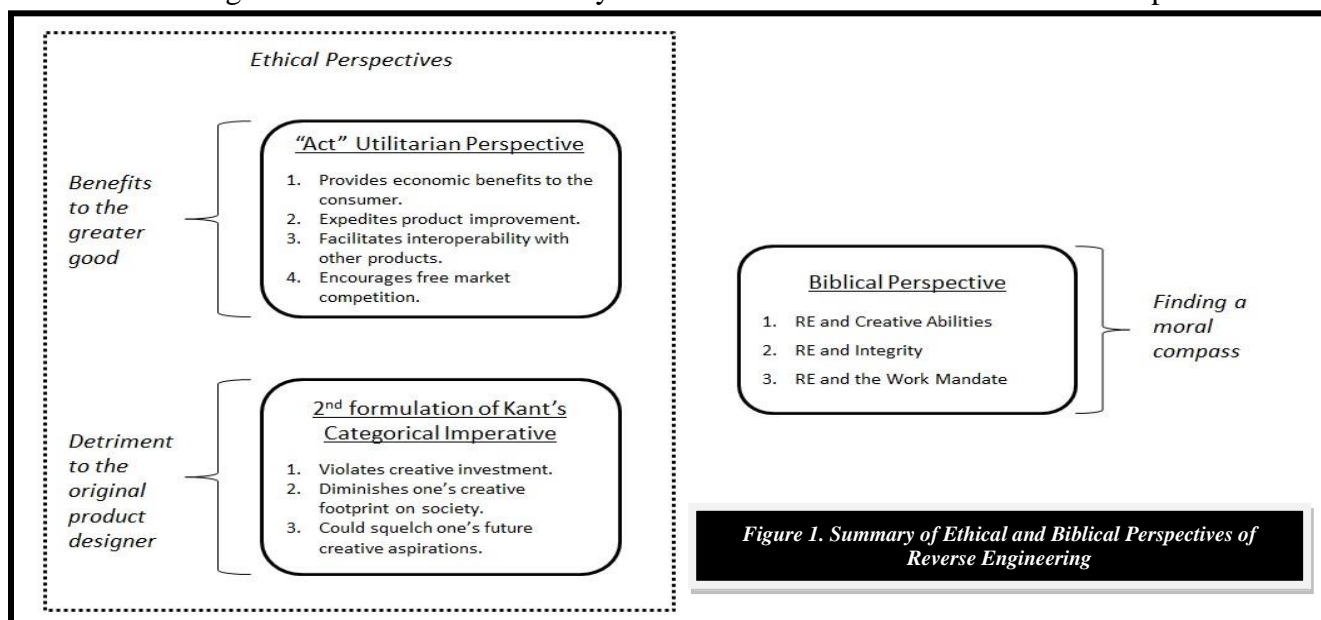 Ethical Perspectives
Benefits
to the
greater
good
"Act" Utilitarian Perspective
1. Provides economic benefits to the
consumer.
2. Expedites product improvement.
3. Facilitates interoperability with
other products.
4. Encourages free market
competition.
Detriment
to the
original
product
designer
2nd formulation of Kant's
Categorical Imperative
1. Violates creative investment.
2. Diminishes one's creative
footprint on society.
3. Could squelch one's future
creative aspirations.
Biblical Perspective
1. RE and Creative Abilities
2. RE and Integrity
3. RE and the Work Mandate
Finding a
moral
compass
Figure 1. Summary of Ethical and Biblical Perspectives of
Reverse Engineering